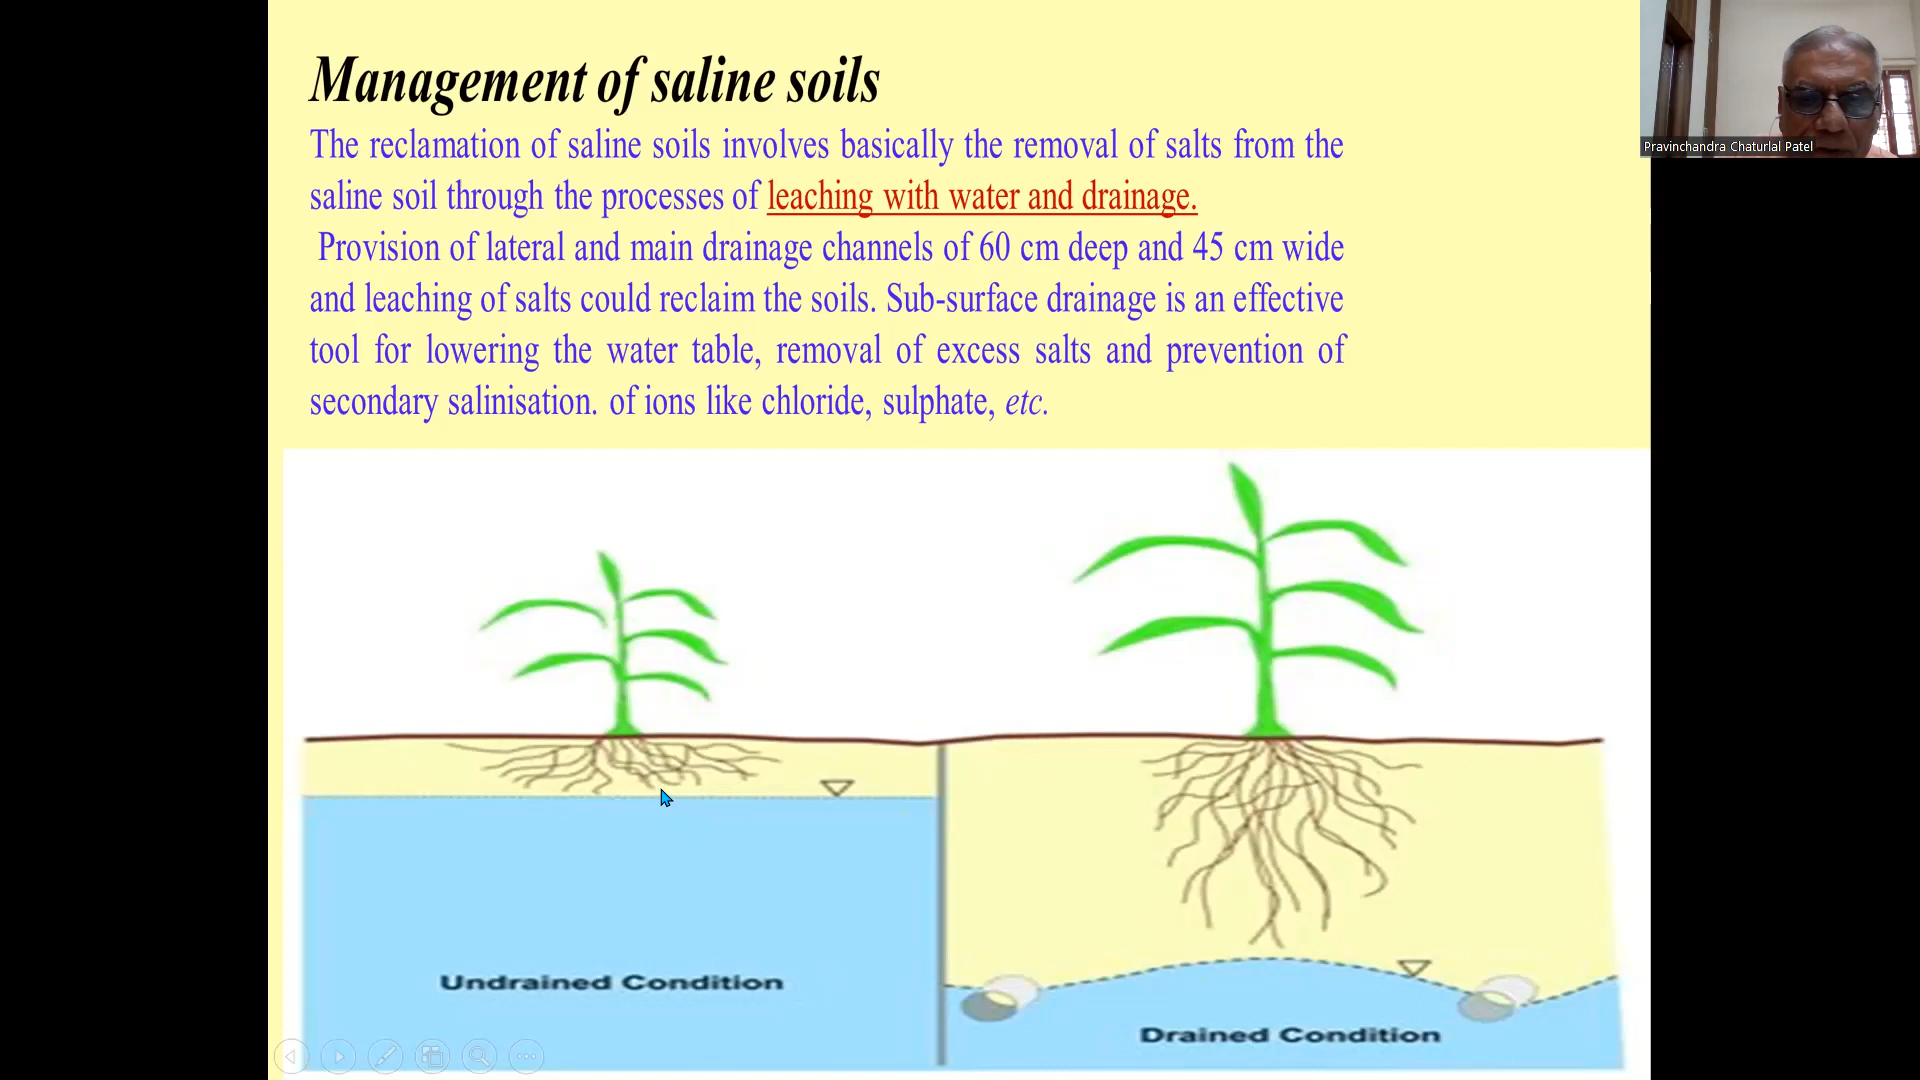 Management of saline soils
The reclamation of saline soils involves basically the removal of salts from the
saline soil through the processes of leaching with water and drainage.
Provision of lateral and main drainage channels of 60 cm deep and 45 cm wide
and leaching of salts could reclaim the soils. Sub-surface drainage is an effective
tool for lowering the water table, removal of excess salts and prevention of
secondary salinisation. of ions like chloride, sulphate, etc.
Undrained Condition
Drained Condition
Pravinchandra Chaturlal Patel